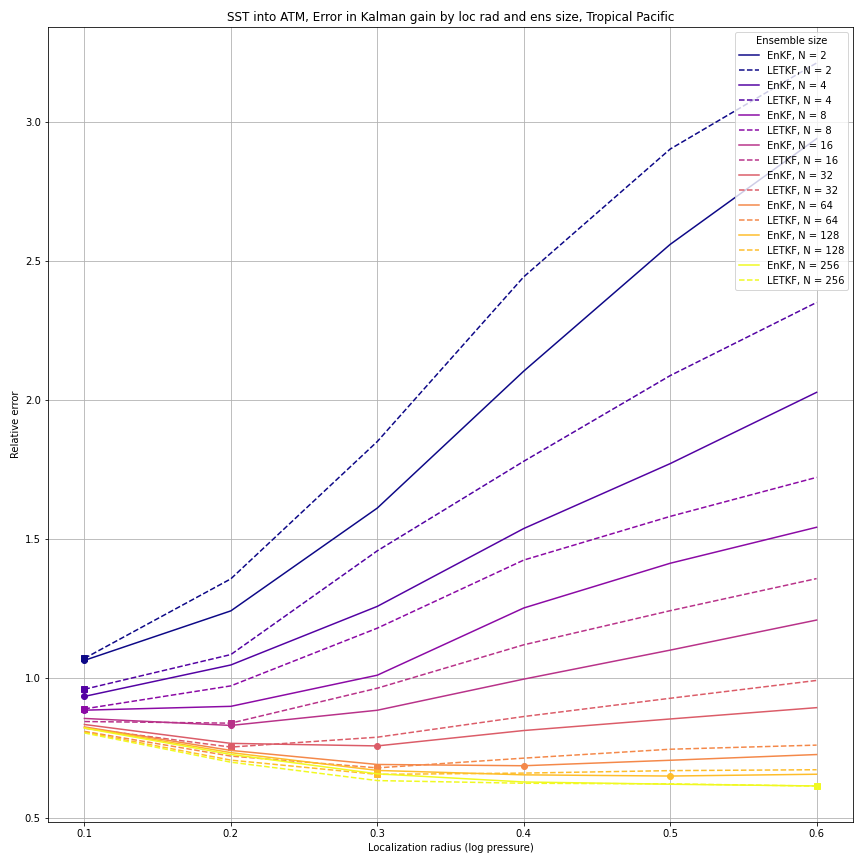 SST into ATM, Error in Kalman gain by loc rad and ens size, Tropical Pacific
Ensemble size
EnKF, N = 2
LETKF, N = 2
EnKF, N = 4
LETKF, N = 4
EnKF, N = 8
LETKF, N = 8
EnKF, N = 16
LETKF, N = 16
EnKF, N = 32
LETKF, N = 32
EnKF, N = 64
LETKF, N = 64
EnKF, N = 128
LETKF, N = 128
EnKF, N = 256
LETKF, N = 256
3.0
2.5
2.0
1.5
1.0
0.5
Relative error
0.1 0.2 0.3 0.4 0.5 0.6
Localization radius (log pressure)